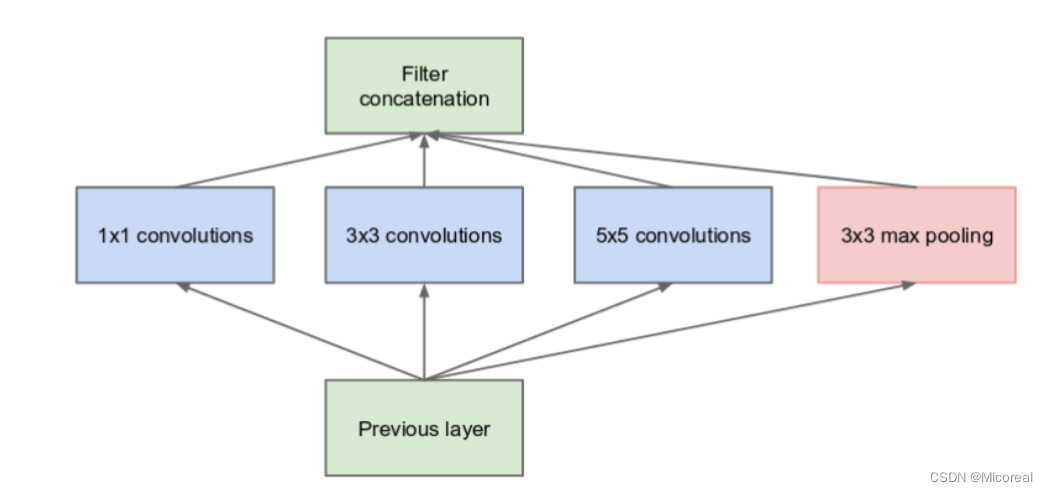 Filter
concatenation
1x1 convolutions
3x3 convolutions
5x5 convolutions
3x3 max pooling
Previous layer
CSDN @Micoreal